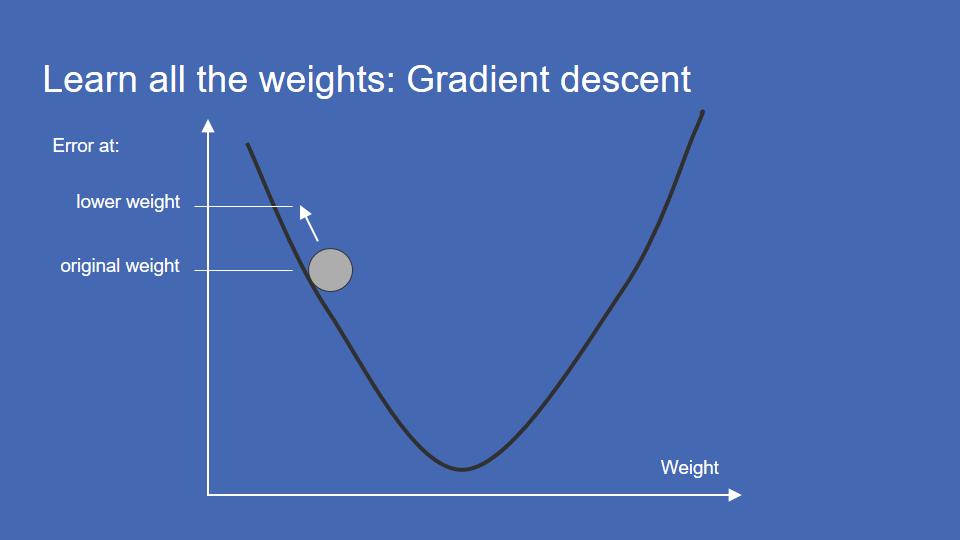 Learn all the weights: Gradient descent
Error at:
lower weight
original weight
Weight